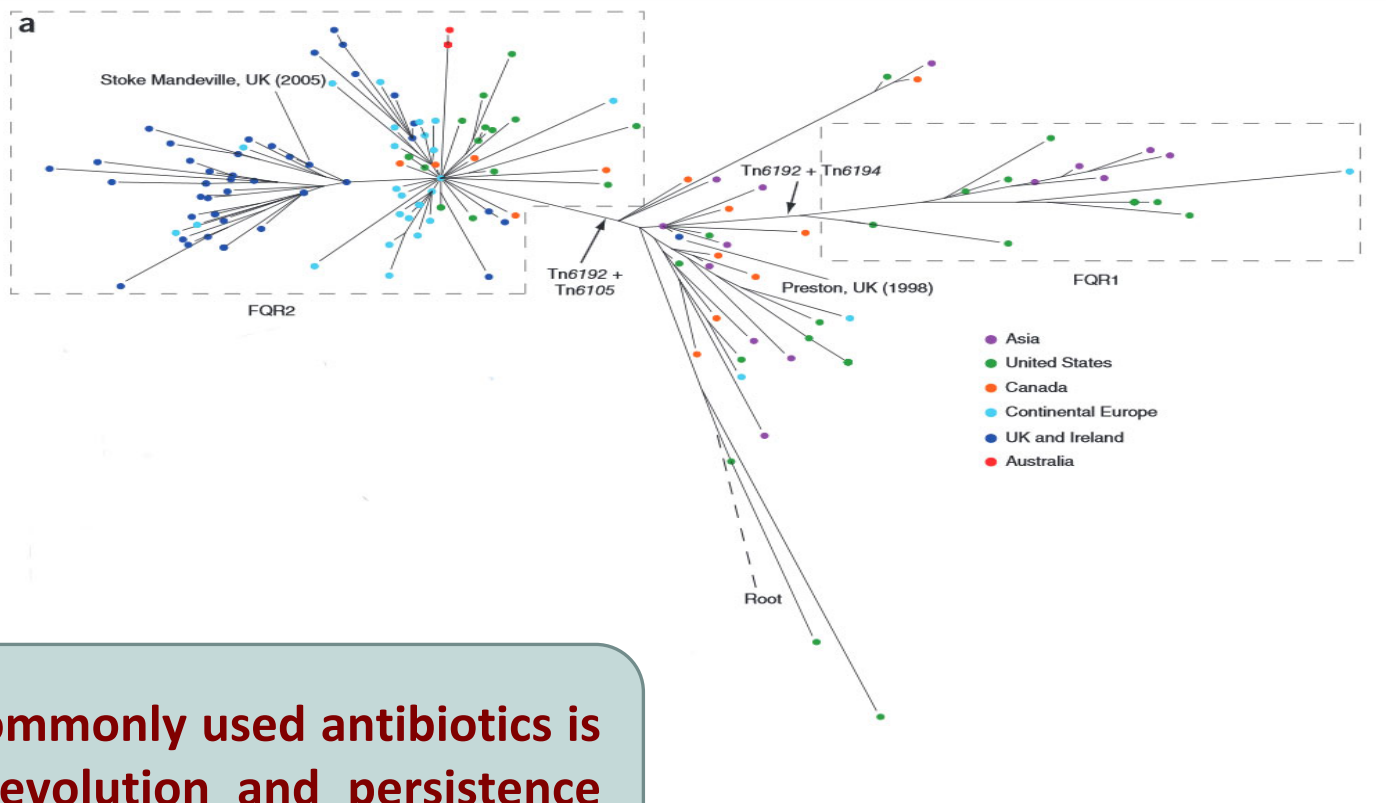 a
Stoke Mandeville, UK (2005)
Tn6192 + Tn6194
Tn6192 +
Tn6105
Preston, UK (1998)
FQR1
FQR2
Asia
United States
Canada
Continental Europe
UK and Ireland
Australia
Root
ommonly used antibiotics is
evolution and persistence